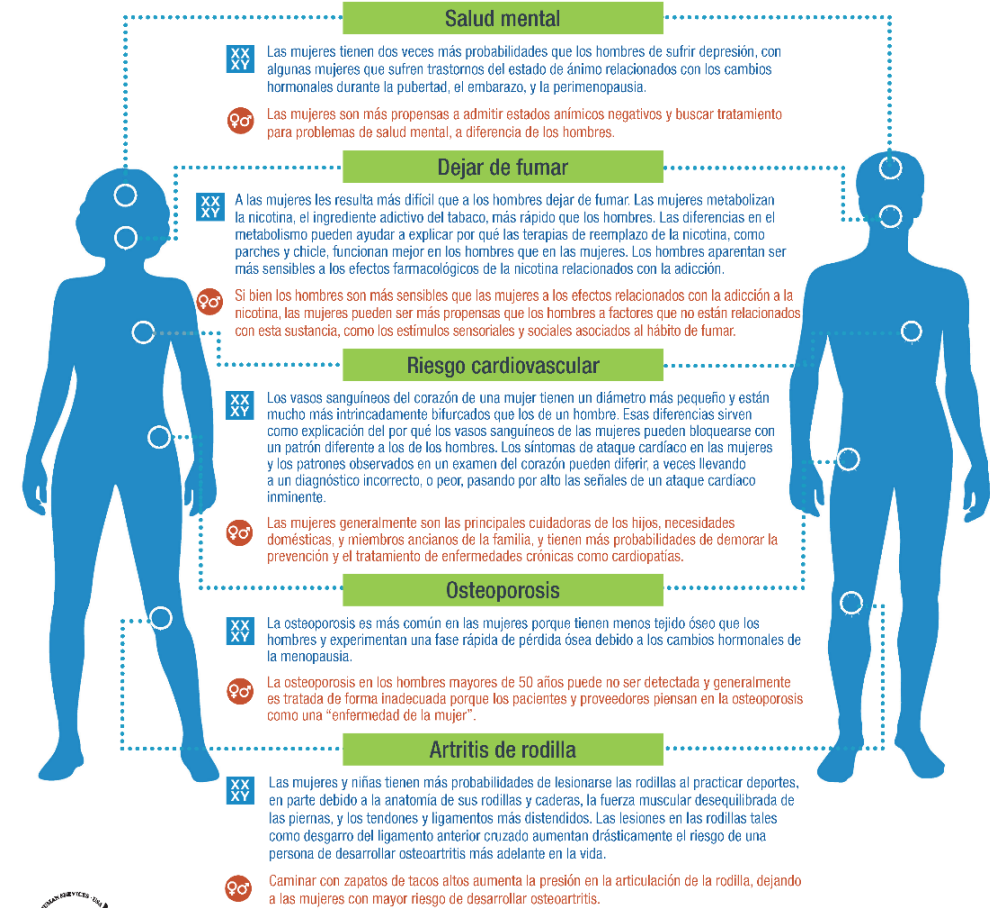 Salud mental
XX
XY
Las mujeres tienen dos veces más probabilidades que los hombres de sufrir depresión, con
algunas mujeres que sufren trastornos del estado de ánimo relacionados con los cambios
hormonales durante la pubertad, el embarazo, y la perimenopausia.
Las mujeres son más propensas a admitir estados anímicos negativos y buscar tratamiento
para problemas de salud mental, a diferencia de los hombres.
Dejar de fumar
XX
XY
A las mujeres les resulta más difícil que a los hombres dejar de fumar. Las mujeres metabolizan
la nicotina, el ingrediente adictivo del tabaco, más rápido que los hombres. Las diferencias en el
metabolismo pueden ayudar a explicar por qué las terapias de reemplazo de la nicotina, como
parches y chicle, funcionan mejor en los hombres que en las mujeres. Los hombres aparentan ser
más sensibles a los efectos farmacológicos de la nicotina relacionados con la adicción.
Si bien los hombres son más sensibles que las mujeres a los efectos relacionados con la adicción a la
nicotina, las mujeres pueden ser más propensas que los hombres a factores que no están relacionados
con esta sustancia, como los estímulos sensoriales y sociales asociados al hábito de fumar.
Riesgo cardiovascular
XX
XY
Los vasos sanguíneos del corazón de una mujer tienen un diámetro más pequeño y están
mucho más intrincadamente bifurcados que los de un hombre. Esas diferencias sirven
como explicación del por qué los vasos sanguíneos de las mujeres pueden bloquearse con
un patrón diferente a los de los hombres. Los síntomas de ataque cardíaco en las mujeres
y los patrones observados en un examen del corazón pueden diferir, a veces llevando
a un diagnóstico incorrecto, o peor, pasando por alto las señales de un ataque cardíaco
inminente.
Las mujeres generalmente son las principales cuidadoras de los hijos, necesidades
domésticas, y miembros ancianos de la familia, y tienen más probabilidades de demorar la
prevención y el tratamiento de enfermedades crónicas como cardiopatías.
Osteoporosis
XX
XY
La osteoporosis es más común en las mujeres porque tienen menos tejido óseo que los
hombres y experimentan una fase rápida de pérdida ósea debido a los cambios hormonales de
la menopausia.
La osteoporosis en los hombres mayores de 50 años puede no ser detectada y generalmente
es tratada de forma inadecuada porque los pacientes y proveedores piensan en la osteoporosis
como una “enfermedad de la mujer”.
Artritis de rodilla
XX
XY
Las mujeres y niñas tienen más probabilidades de lesionarse las rodillas al practicar deportes,
en parte debido a la anatomía de sus rodillas y caderas, la fuerza muscular desequilibrada de
las piernas, y los tendones y ligamentos más distendidos. Las lesiones en las rodillas tales
como desgarro del ligamento anterior cruzado aumentan drásticamente el riesgo de una
persona de desarrollar osteoartritis más adelante en la vida.
Caminar con zapatos de tacos altos aumenta la presión en la articulación de la rodilla, dejando
a las mujeres con mayor riesgo de desarrollar osteoartritis.